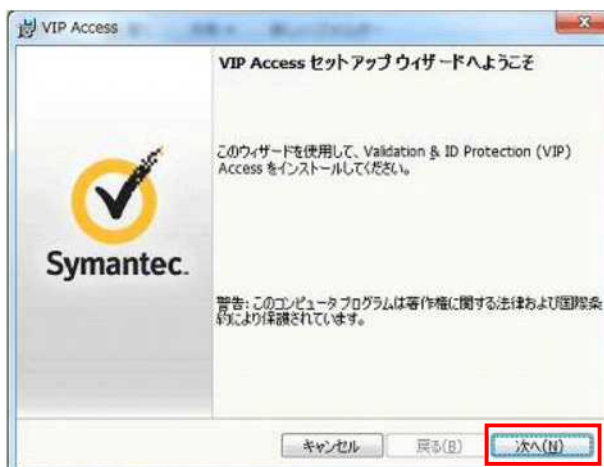 VIP Access
VIP Access セットアップ ウィザードへようこそ
このウィザードを使用して、Validation & ID Protection (VIP)
Access をインストールしてください。
Symantec.
警告: このコンピュータ プログラムは著作権に関する法律および国際条
約により保護されています。
キャンセル
戻る(B)
次へ(N)